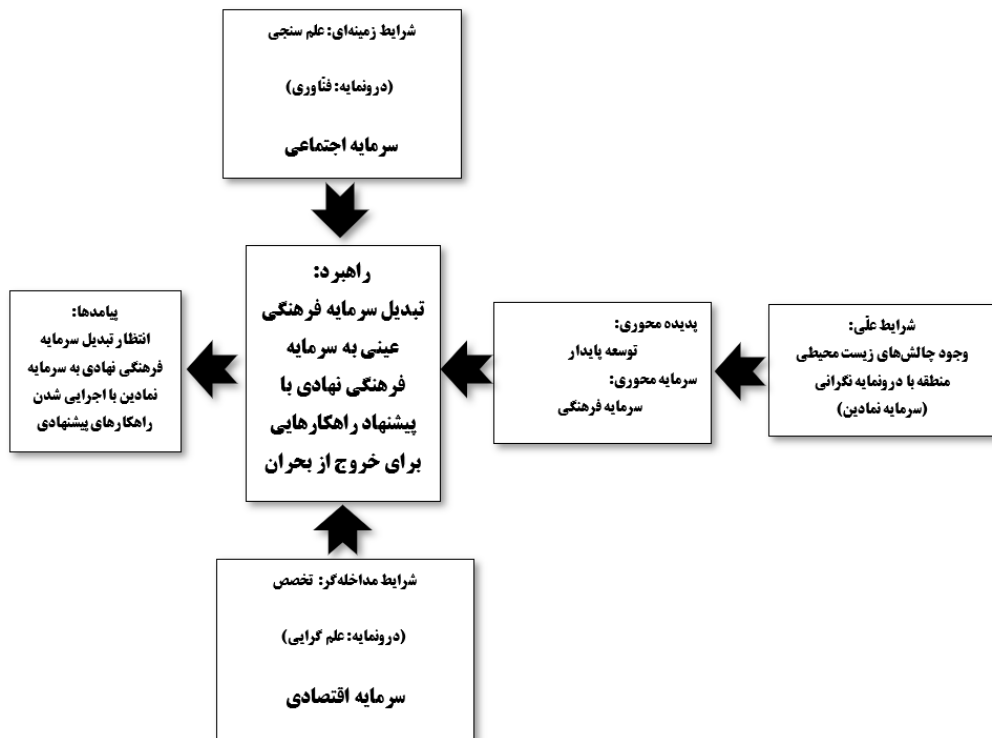 شرایط زمینه‌ای: علم سنجی
(درونمایه: فنّاوری)
سرمایه اجتماعی
شرایط علّی:
وجود چالش‌های زیست محیطی
منطقه با درونمایه نگرانی
(سرمایه نمادین)
پدیده محوری:
توسعه پایدار
سرمایه محوری:
سرمایه فرهنگی
راهبرد:
تبدیل سرمایه فرهنگی
عینی به سرمایه
فرهنگی نهادی با
پیشنهاد راهکارهایی
برای خروج از بحران
پیامدها:
انتظار تبدیل سرمایه
فرهنگی نهادی به سرمایه
نمادین با اجرایی شدن
راهکارهای پیشنهادی
شرایط مداخله‌گر: تخصص
(درونمایه: علم گرایی)
سرمایه اقتصادی